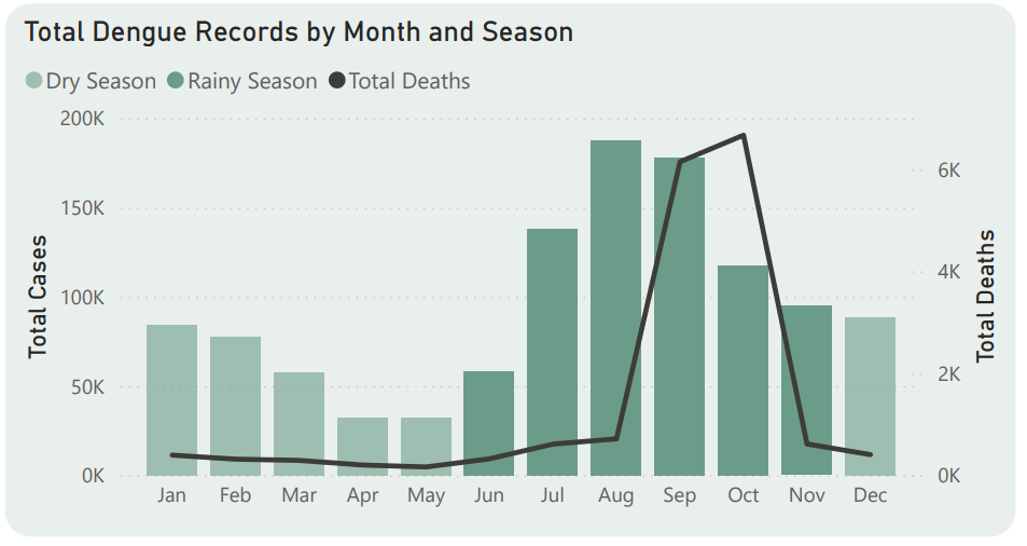 Total Dengue Records by Month and Season
Dry Season Rainy Season Total Deaths
Total Cases
200K
150K
100K
50K
0K
6K
4K
2K
0K
Total Deaths
Jan Feb Mar Apr May Jun Jul Aug Sep Oct Nov Dec